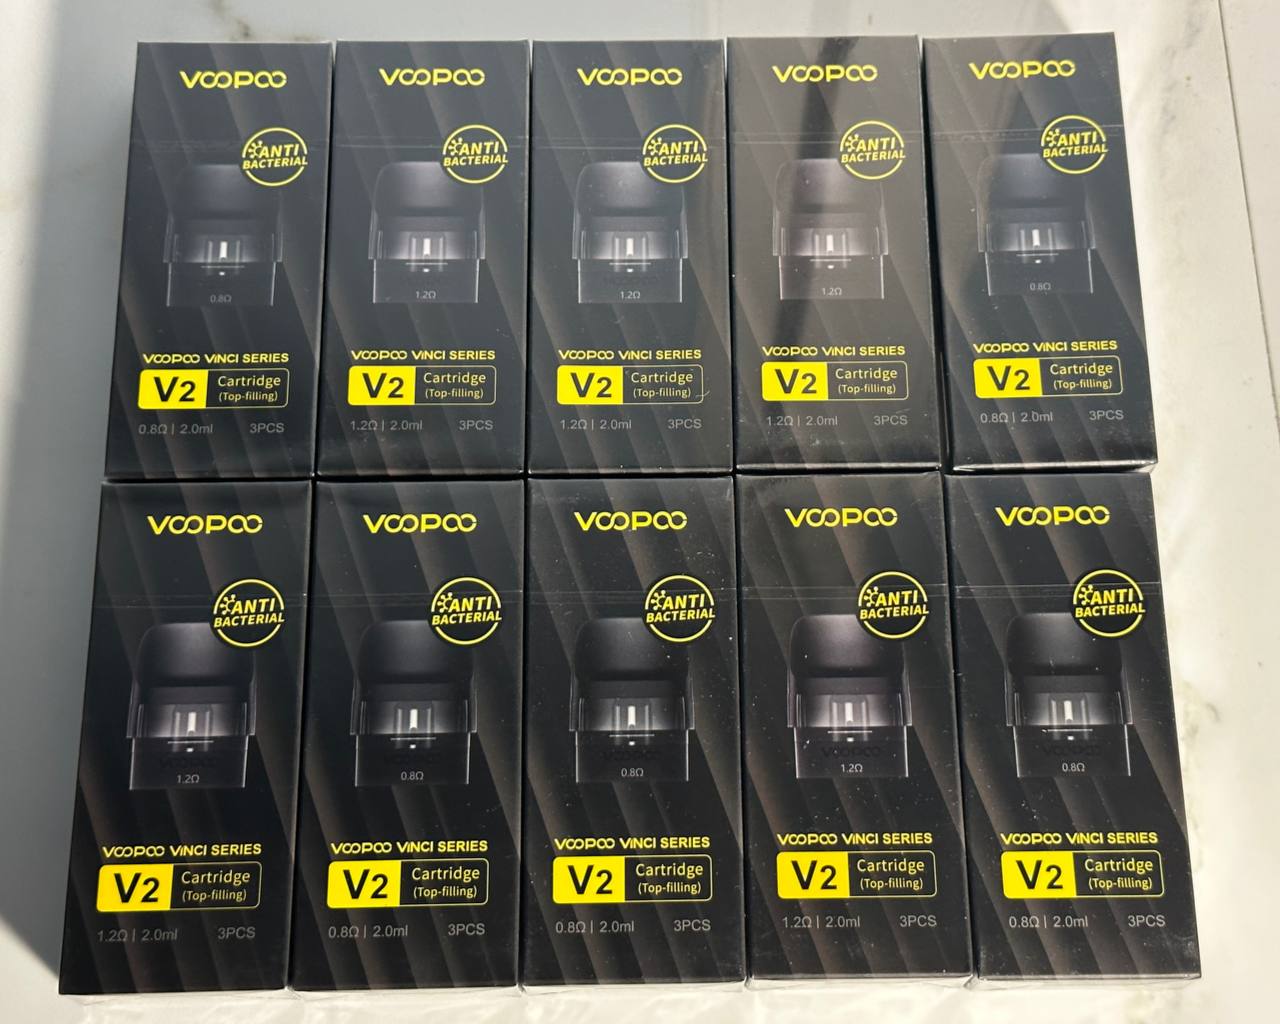 VOOPOO
ANTI
BACTERIAL
0.8Ω
VOOPOO VINCI SERIES
V2 Cartridge
(Top-filling)
0.8Ω | 2.0ml 3PCS
VOOPOO
ANTI
BACTERIAL
1.2Ω
VOOPOO VINCI SERIES
V2 Cartridge
(Top-filling)
1.2Ω | 2.0ml 3PCS
VOOPOO
ANTI
BACTERIAL
1.2Ω
VOOPOO VINCI SERIES
V2 Cartridge
(Top-filling)
1.2Ω | 2.0ml 3PCS
VOOPOO
ANTI
BACTERIAL
1.2Ω
VOOPOO VINCI SERIES
V2 Cartridge
(Top-filling)
1.2Ω | 2.0ml 3PCS
VOOPOO
ANTI
BACTERIAL
0.8Ω
VOOPOO VINCI SERIES
V2 Cartridge
(Top-filling)
0.8Ω | 2.0ml 3PCS
VOOPOO
ANTI
BACTERIAL
VOOPOO
1.2Ω
VOOPOO VINCI SERIES
V2 Cartridge
(Top-filling)
1.2Ω | 2.0ml 3PCS
VOOPOO
ANTI
BACTERIAL
VOOPOO
0.8Ω
VOOPOO VINCI SERIES
V2 Cartridge
(Top-filling)
0.8Ω | 2.0ml 3PCS
VOOPOO
ANTI
BACTERIAL
VOOPOO
0.8Ω
VOOPOO VINCI SERIES
V2 Cartridge
(Top-filling)
0.8Ω | 2.0ml 3PCS
VOOPOO
ANTI
BACTERIAL
VOOPOO
1.2Ω
VOOPOO VINCI SERIES
V2 Cartridge
(Top-filling)
1.2Ω | 2.0ml 3PCS
VOOPOO
ANTI
BACTERIAL
VOOPOO
0.8Ω
VOOPOO VINCI SERIES
V2 Cartridge
(Top-filling)
0.8Ω | 2.0ml 3PCS